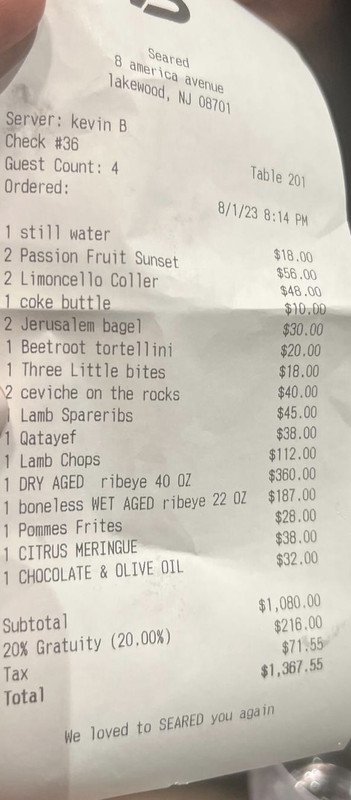 Seared
8 america avenue
lakewood, NJ 08701
Server: kevin B
Check #36
Guest Count: 4 Table 201
Ordered: 8/1/23 8:14 PM
1 still water $18.00
2 Passion Fruit Sunset $56.00
2 Limoncello Coller $48.00
1 coke buttle $10.00
2 Jerusalem bagel $30.00
1 Beetroot tortellini $20.00
1 Three Little bites $18.00
2 ceviche on the rocks $40.00
1 Lamb Spareribs $45.00
1 Qatayef $38.00
1 Lamb Chops $112.00
1 DRY AGED ribeye 40 OZ $360.00
1 boneless WET AGED ribeye 22 OZ $187.00
1 Pommes Frites $28.00
1 CITRUS MERINGUE $38.00
1 CHOCOLATE & OLIVE OIL $32.00
Subtotal $1,080.00
20% Gratuity (20.00%) $216.00
Tax $71.55
Total $1,367.55
We loved to SEARED you again